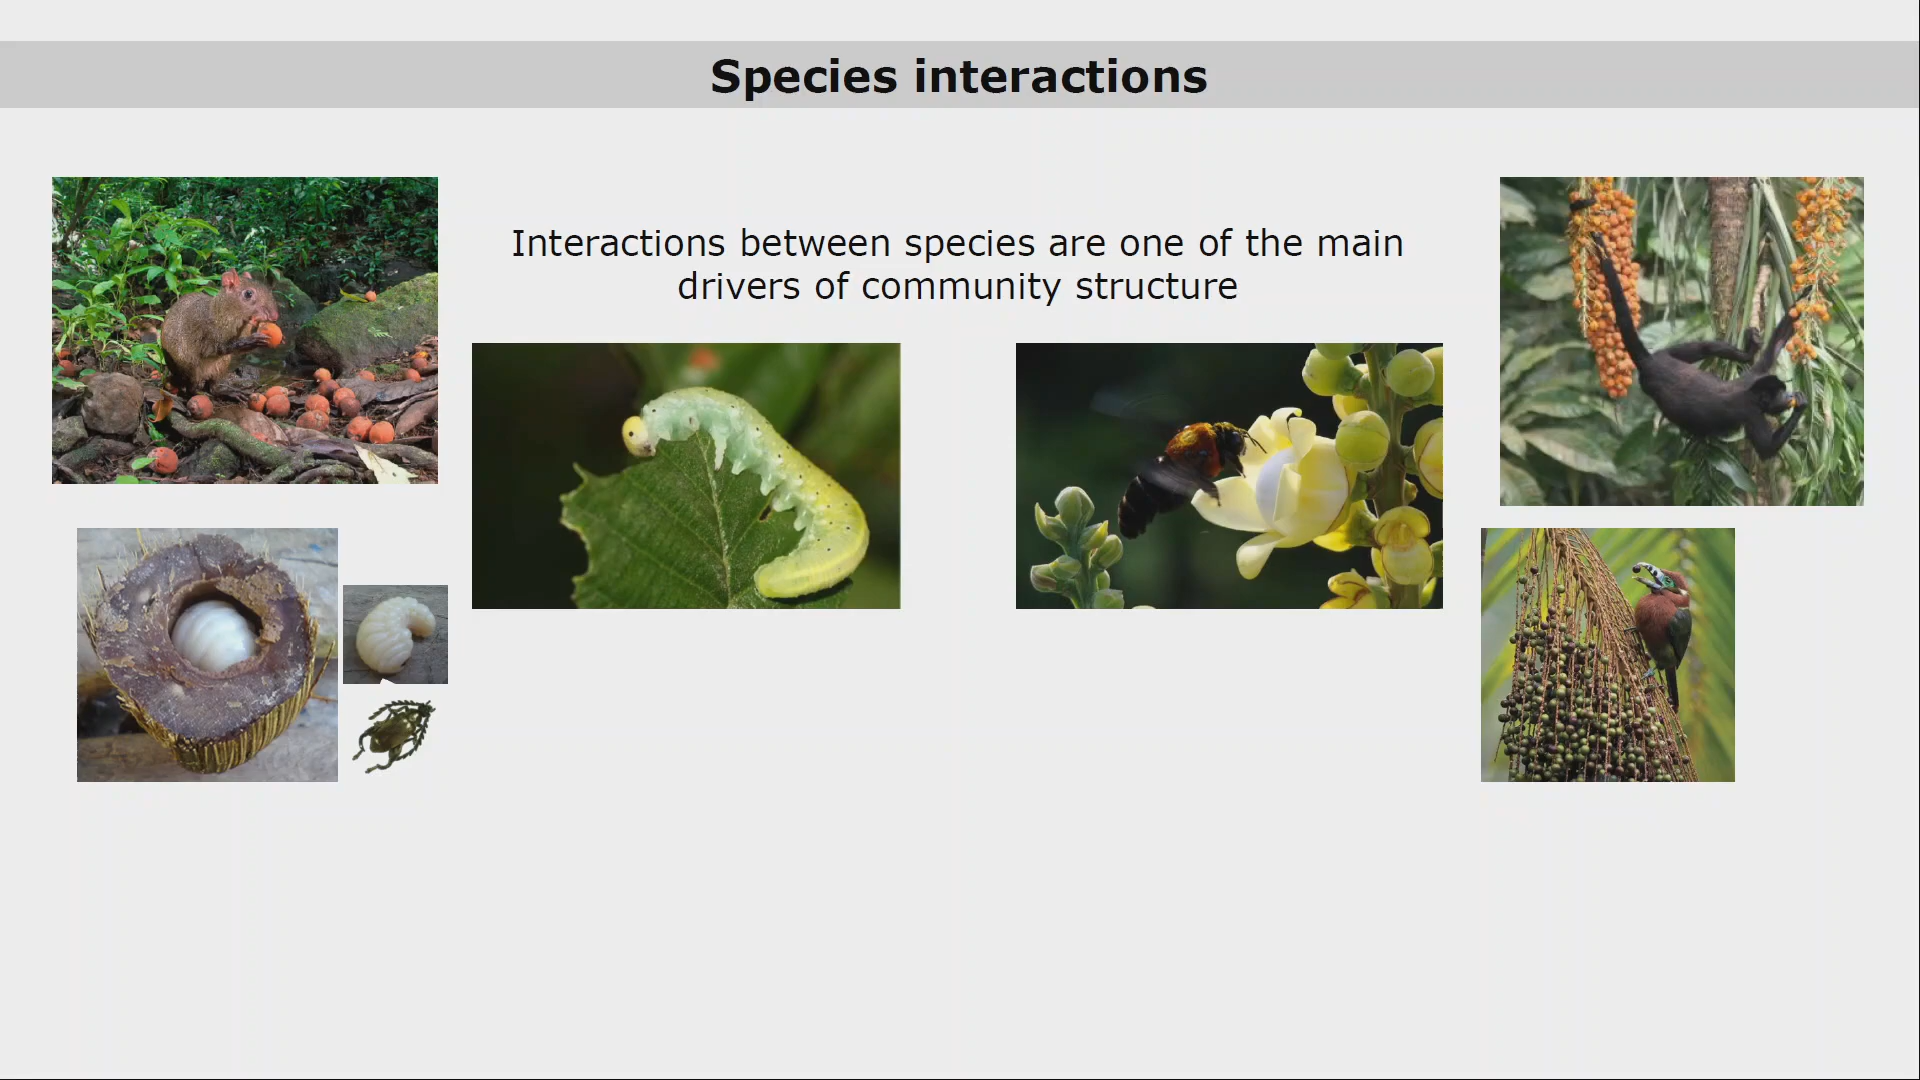 Species interactions
Interactions between species are one of the main
drivers of community structure